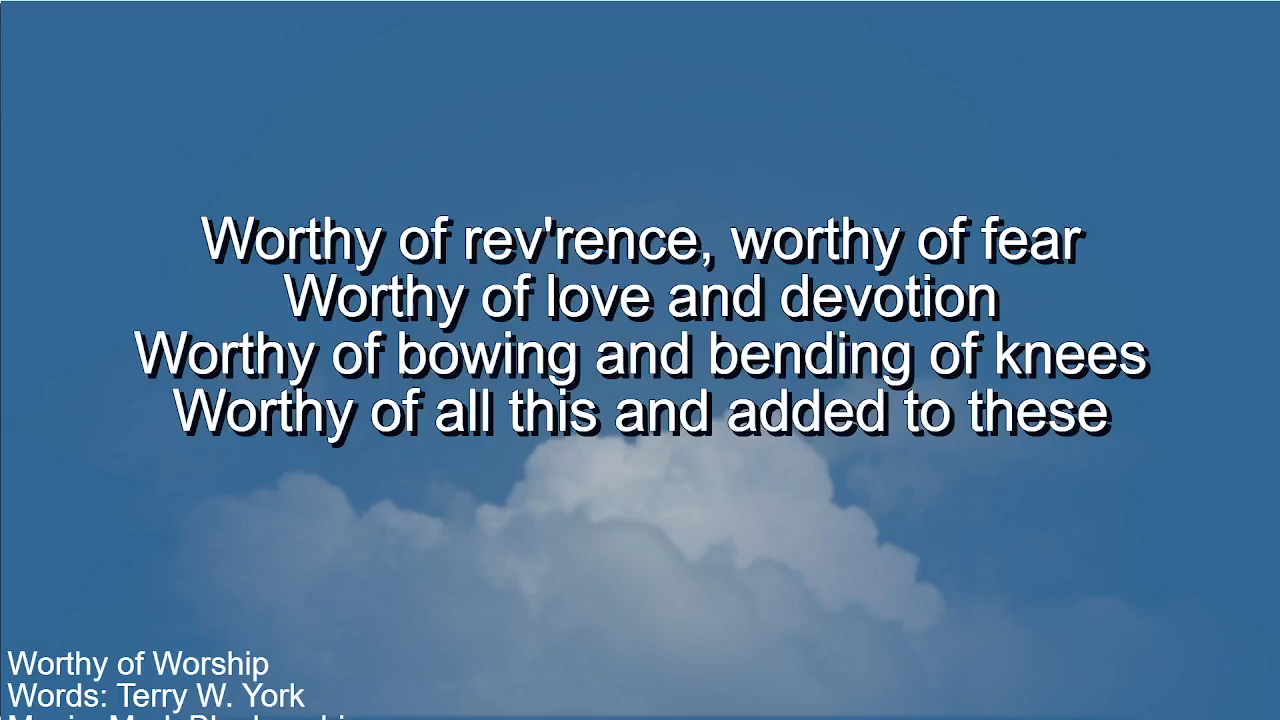 Worthy of rev'rence, worthy of fear
Worthy of love and devotion
Worthy of bowing and bending of knees
Worthy of all this and added to these
Worthy of Worship
Words: Terry W. York